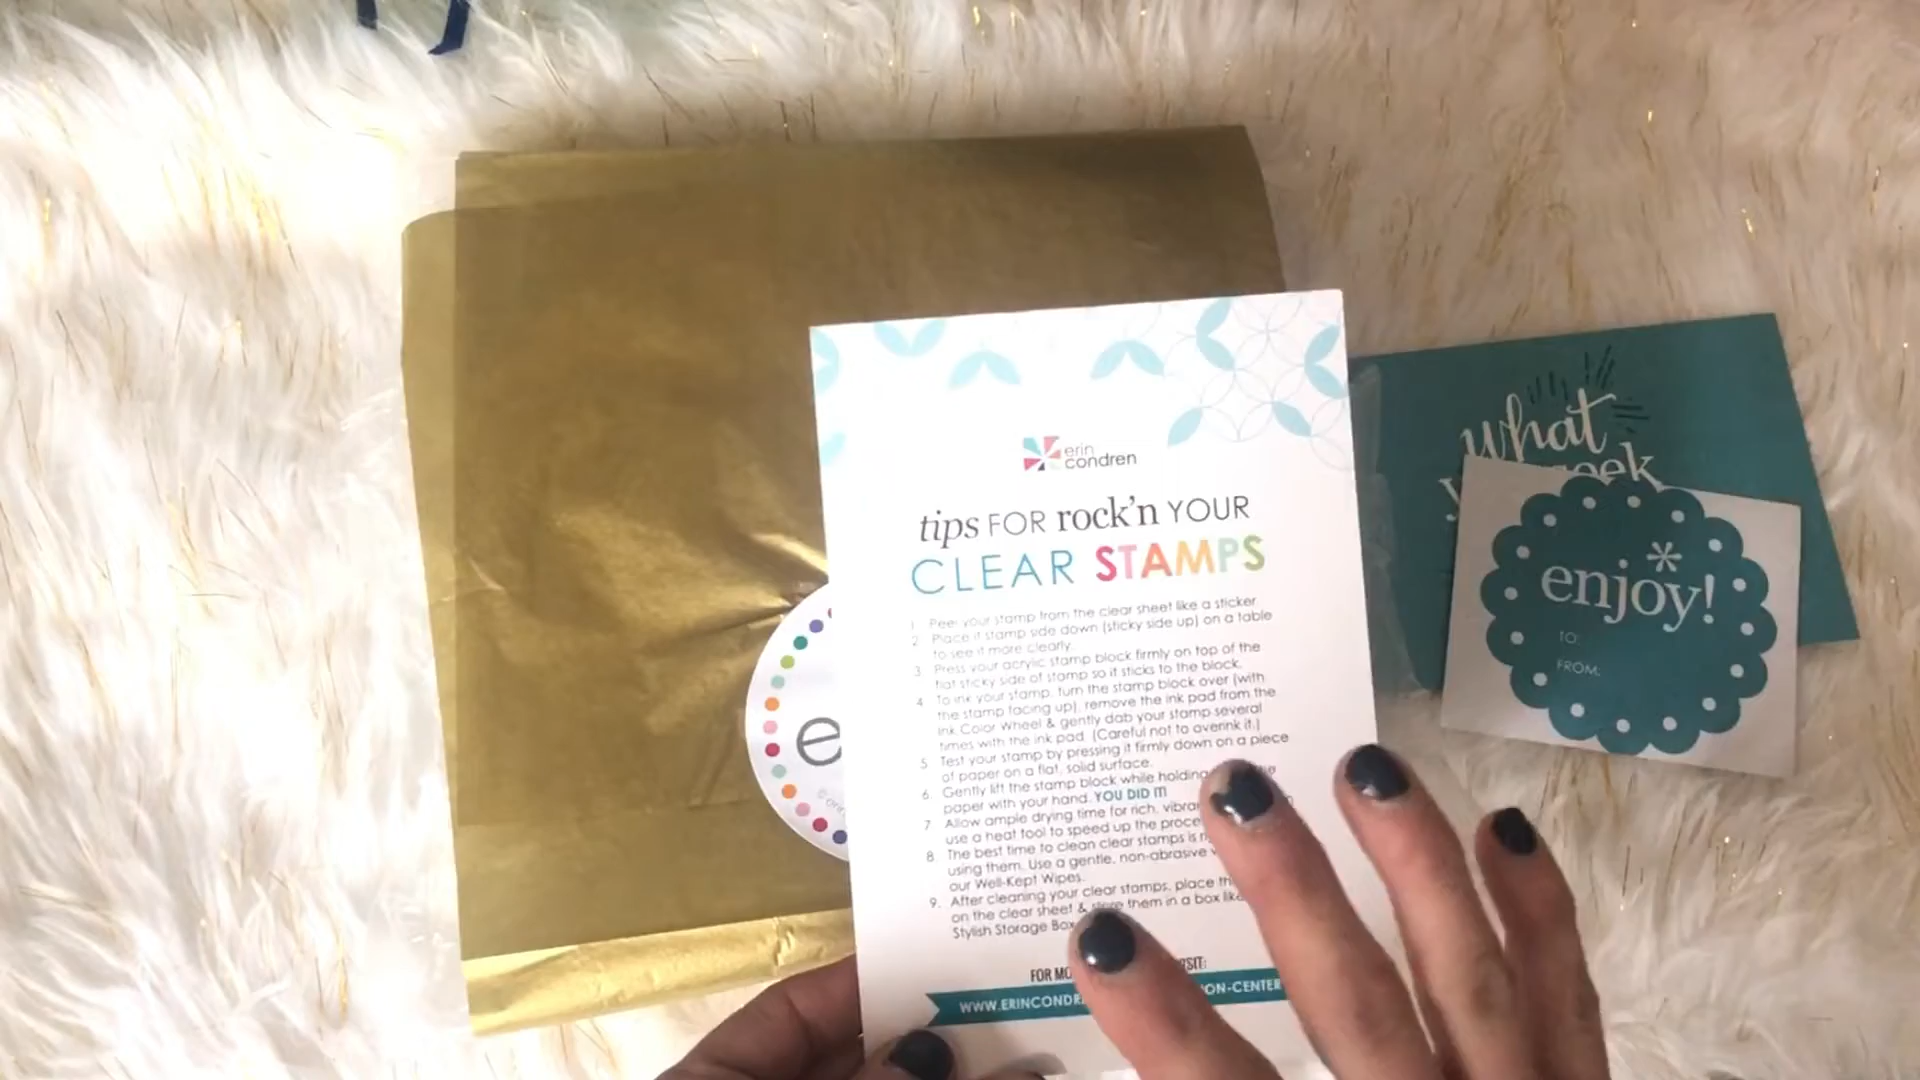 erin
condren
tips FOR rock'n YOUR
CLEAR STAMPS
1. Peel your stamp from the clear sheet like a sticker
2. Place it stamp side down (sticky side up) on a table
to see it more clearly.
3. Press your acrylic stamp block firmly on top of the
flat sticky side of stamp so it sticks to the block.
4. To ink your stamp, turn the stamp block over (with
the stamp facing up), remove the ink pad from the
Ink Color Wheel & gently dab your stamp several
times with the ink pad. (Careful not to overink it.)
5. Test your stamp by pressing it firmly down on a piece
of paper on a flat, solid surface.
6. Gently lift the stamp block while holding
paper with your hand. YOU DID IT!
7. Allow ample drying time for rich,
use a heat tool to speed up the
8. The best time to clean clear stamps is
using them. Use a gentle, non-abrasive
our Well-Kept Wipes.
9. After cleaning your clear stamps, place
on the clear sheet & store them in a box
Stylish Storage Box
FOR
WWW.ERINCOND
ON-CENTER
what
enjoy!
TO:
FROM:
e